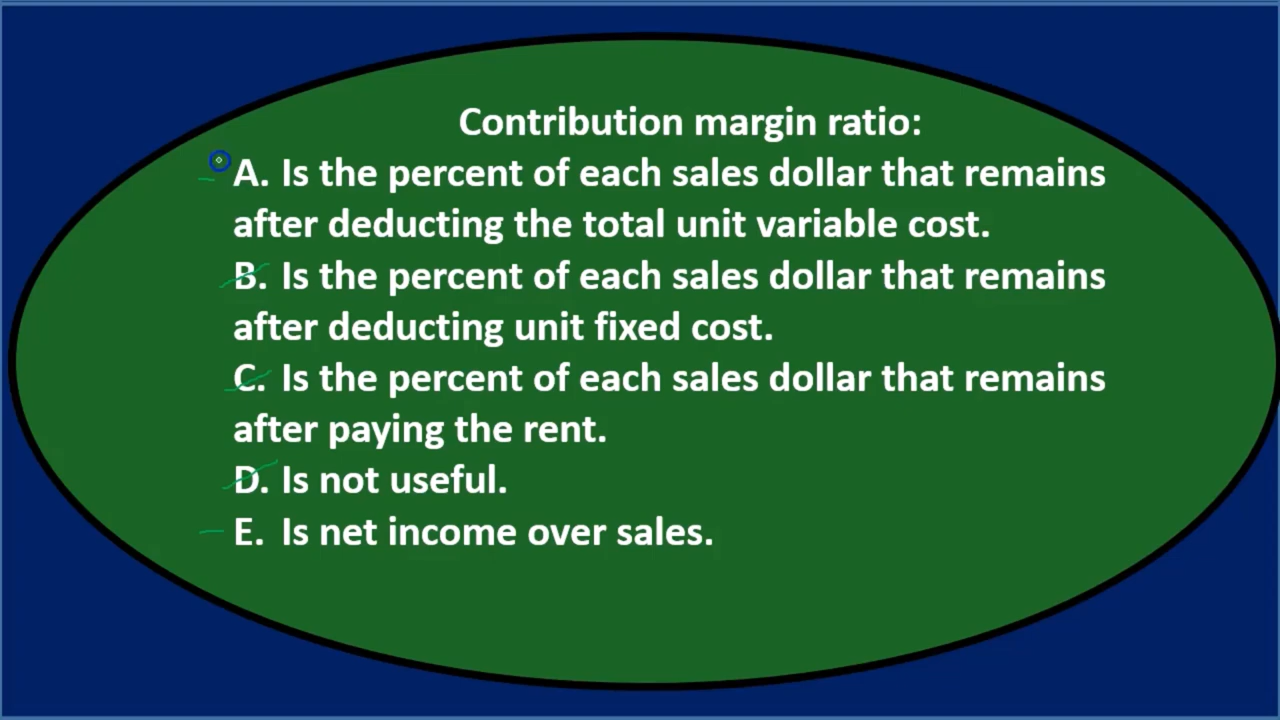 Contribution margin ratio:
A. Is the percent of each sales dollar that remains
after deducting the total unit variable cost.
B. Is the percent of each sales dollar that remains
after deducting unit fixed cost.
C. Is the percent of each sales dollar that remains
after paying the rent.
D. Is not useful.
E. Is net income over sales.